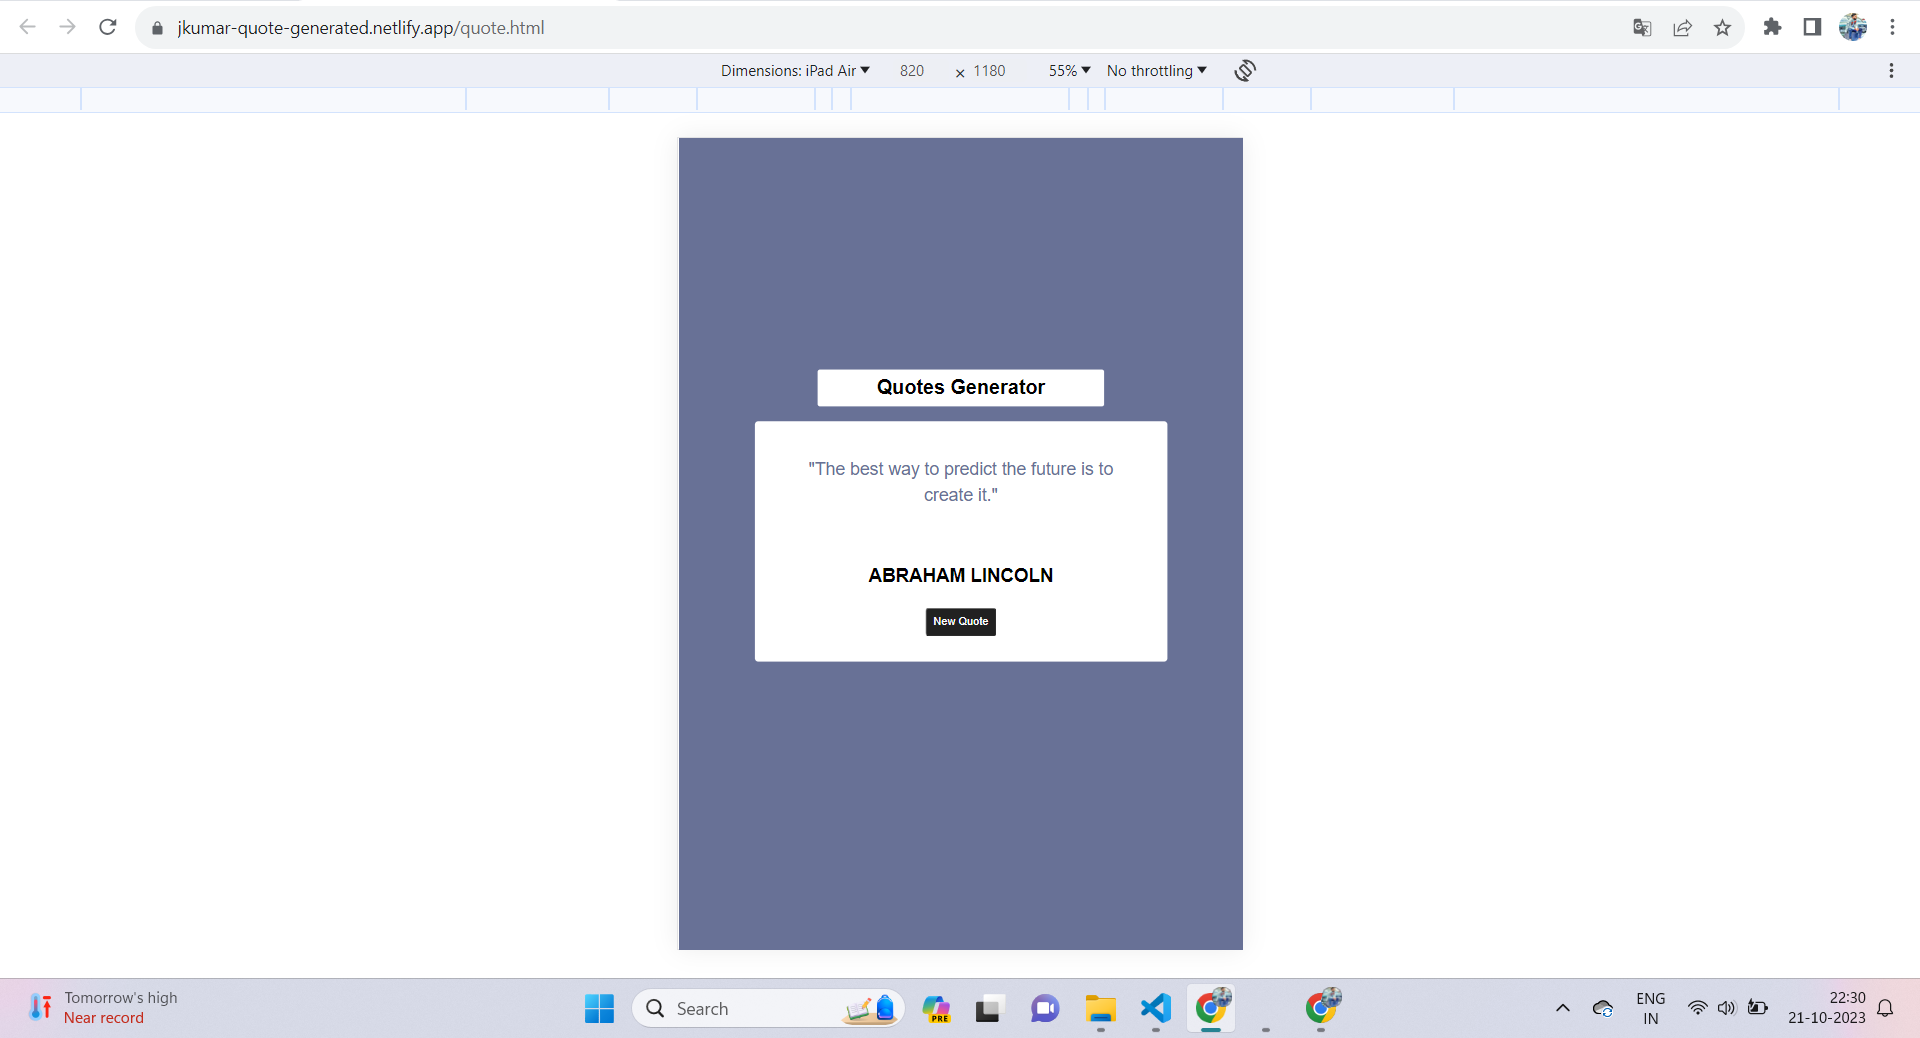 jkumar-quote-generated.netlify.app/quote.html
Dimensions: iPad Air 820 × 1180 55% No throttling
Quotes Generator
"The best way to predict the future is to
create it."
ABRAHAM LINCOLN
New Quote
Tomorrow's high
Near record
Search
PRE
ENG
IN
22:30
21-10-2023